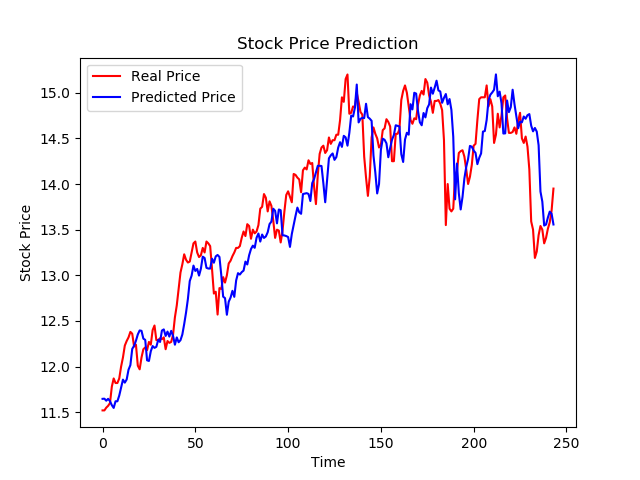 Stock Price Prediction
Real Price
Predicted Price
15.0
14.5
14.0
13.5
13.0
12.5
12.0
11.5
Stock Price
0 50 100 150 200 250
Time